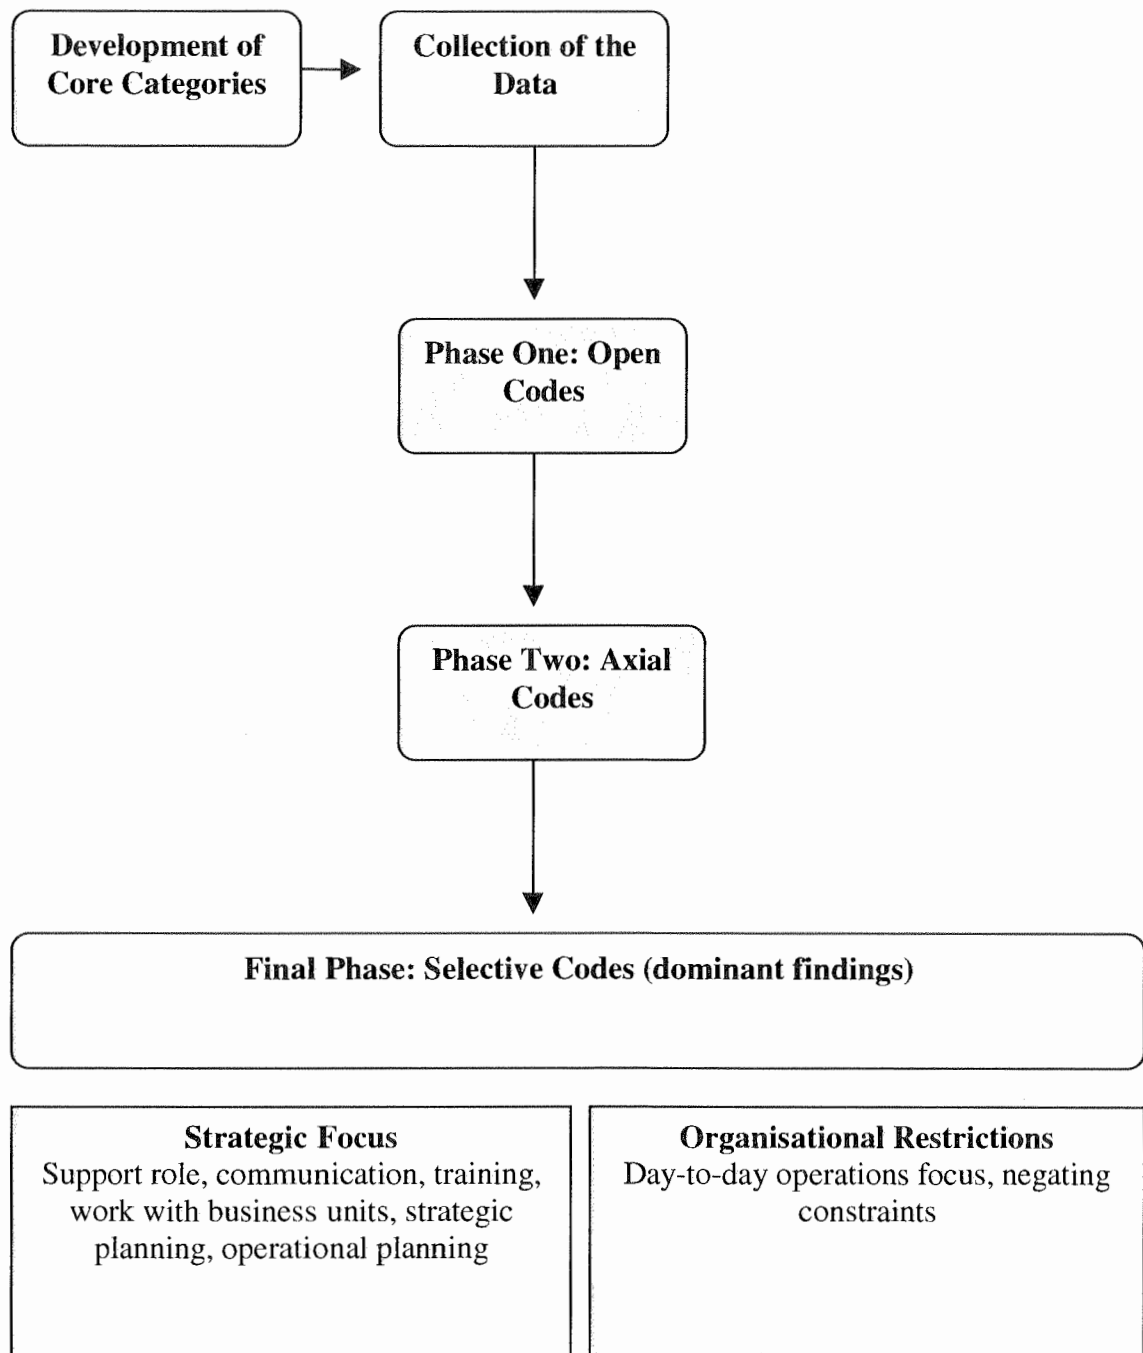 Development of
Core Categories
Collection of the
Data
Phase One: Open
Codes
Phase Two: Axial
Codes
Final Phase: Selective Codes (dominant findings)
Strategic Focus
Support role, communication, training,
work with business units, strategic
planning, operational planning
Organisational Restrictions
Day-to-day operations focus, negating
constraints